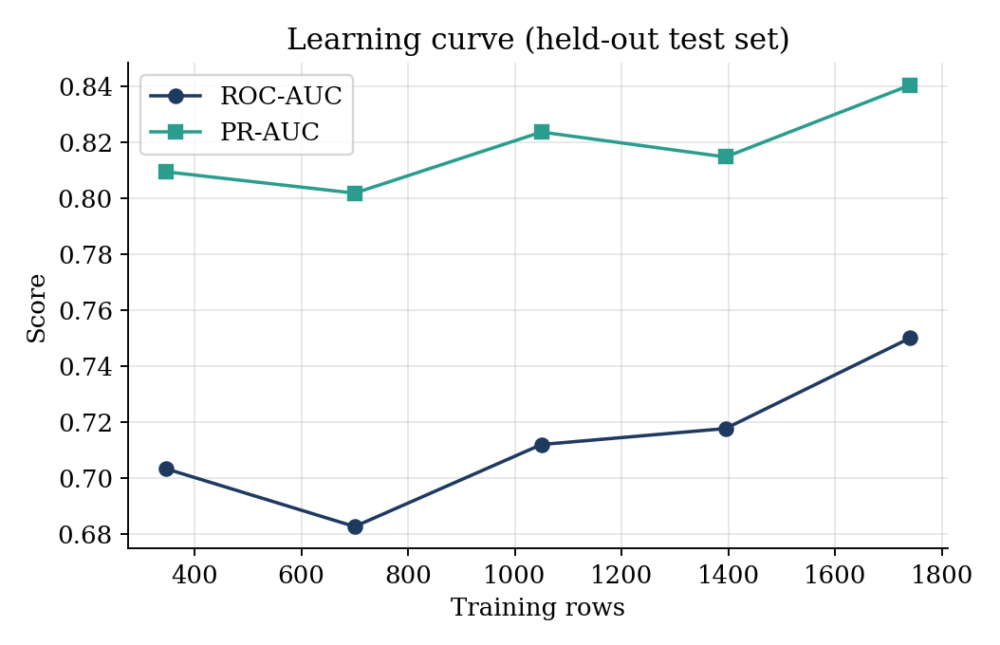 Learning curve (held-out test set)
ROC-AUC
PR-AUC
0.84
0.82
0.80
0.78
0.76
0.74
0.72
0.70
0.68
Score
400 600 800 1000 1200 1400 1600 1800
Training rows